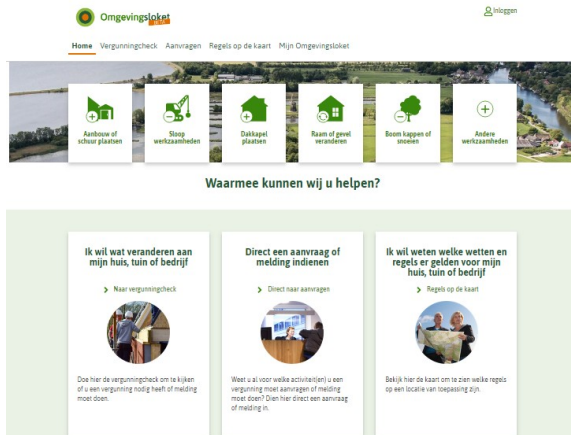 Omgevingsloket
Inloggen
Home Vergunningcheck Aanvragen Regels op de kaart Mijn Omgevingsloket
Aanbouw of
schuur plaatsen
Sloop
werkzaamheden
Dakkapel
plaatsen
Raam of gevel
veranderen
Boom kappen of
snoeien
Andere
werkzaamheden
Waarmee kunnen wij u helpen?
Ik wil wat veranderen aan
mijn huis, tuin of bedrijf
Naar vergunningcheck
Doe hier de vergunningcheck om te kijken
of u een vergunning nodig heeft of melding
moet doen.
Direct een aanvraag of
melding indienen
Direct naar aanvragen
Weet u al voor welke activiteit(en) u een
vergunning moet aanvragen of melding
moet doen? Dien hier direct een aanvraag
of melding in.
Ik wil weten welke wetten en
regels er gelden voor mijn
huis, tuin of bedrijf
Regels op de kaart
Bekijk hier de kaart om te zien welke regels
op een locatie van toepassing zijn.